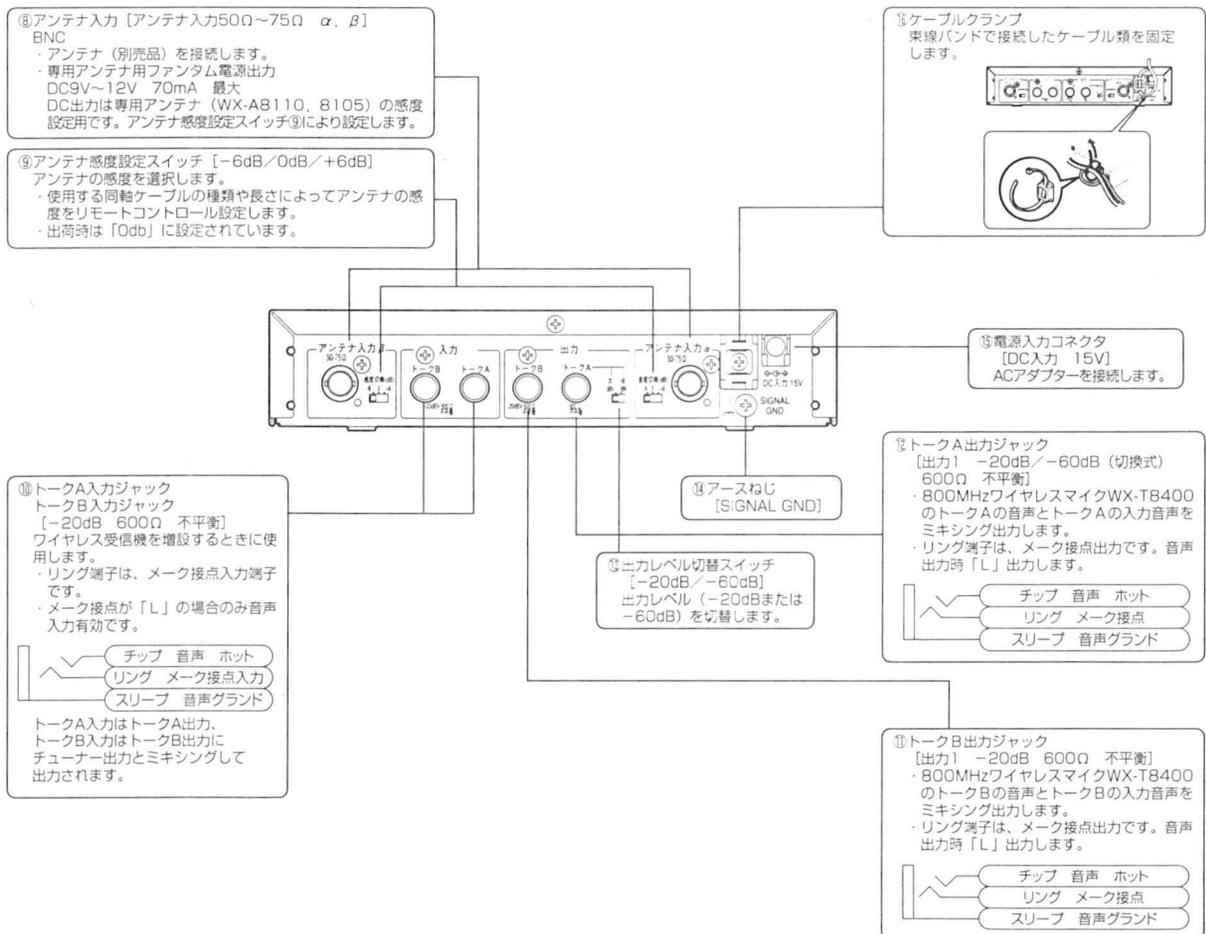 ⑧アンテナ入力［アンテナ入力50Ω～75Ω　α, β］
BNC
・アンテナ（別売品）を接続します。
・専用アンテナ用ファンタム電源出力
DC9V～12V　70mA　最大
DC出力は専用アンテナ（WX-A8110, 8105）の感度
設定用です。アンテナ感度設定スイッチ⑨により設定します。
⑨アンテナ感度設定スイッチ［−6dB／0dB／+6dB］
アンテナの感度を選択します。
・使用する同軸ケーブルの種類や長さによってアンテナの感
度をリモートコントロール設定します。
・出荷時は「0db」に設定されています。
⑯ケーブルクランプ
束線バンドで接続したケーブル類を固定
します。
アンテナ入力 β
50-75Ω
感度切換(dB)
入力
トークB
トークA
出力
トークB
トークA
アンテナ入力 α
50-75Ω
感度切換(dB)
DC入力 15V
SIGNAL
GND
⑮電源入力コネクタ
［DC入力　15V］
ACアダプターを接続します。
⑩トークA入力ジャック
トークB入力ジャック
［−20dB　600Ω　不平衡］
ワイヤレス受信機を増設するときに使
用します。
・リング端子は、メーク接点入力端子
です。
・メーク接点が「L」の場合のみ音声
入力有効です。
チップ　音声　ホット
リング　メーク接点入力
スリーブ　音声グランド
トークA入力はトークA出力、
トークB入力はトークB出力に
チューナー出力とミキシングして
出力されます。
⑭アースねじ
［SIGNAL GND］
⑬出力レベル切替スイッチ
［−20dB／−60dB］
出力レベル（−20dBまたは
−60dB）を切替します。
⑫トークA出力ジャック
［出力1　−20dB／−60dB（切換式）
600Ω　不平衡］
・800MHzワイヤレスマイクWX-T8400
のトークAの音声とトークAの入力音声を
ミキシング出力します。
・リング端子は、メーク接点出力です。音声
出力時「L」出力します。
チップ　音声　ホット
リング　メーク接点
スリーブ　音声グランド
⑪トークB出力ジャック
［出力1　−20dB　600Ω　不平衡］
・800MHzワイヤレスマイクWX-T8400
のトークBの音声とトークBの入力音声を
ミキシング出力します。
・リング端子は、メーク接点出力です。音声
出力時「L」出力します。
チップ　音声　ホット
リング　メーク接点
スリーブ　音声グランド